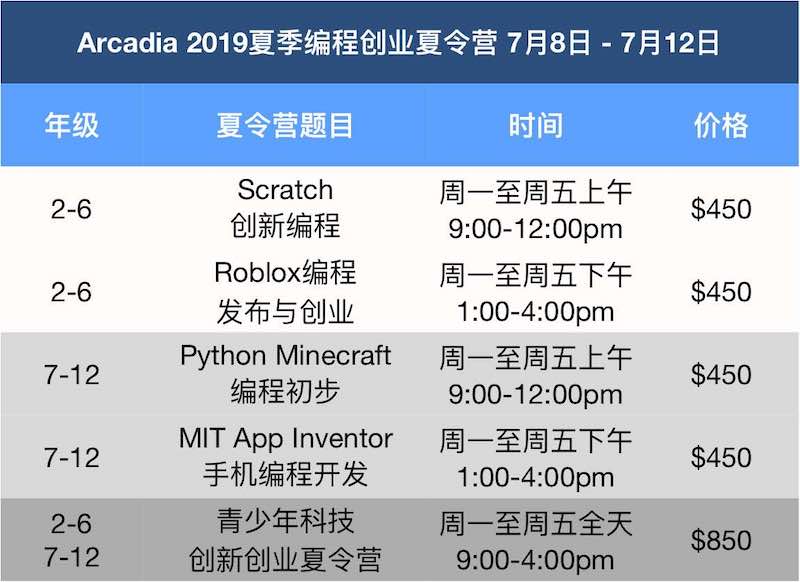 Arcadia 2019夏季编程创业夏令营 7月8日 - 7月12日
年级 夏令营题目 时间 价格
2-6 Scratch 创新编程 周一至周五上午 9:00-12:00pm $450
2-6 Roblox编程 发布与创业 周一至周五下午 1:00-4:00pm $450
7-12 Python Minecraft 编程初步 周一至周五上午 9:00-12:00pm $450
7-12 MIT App Inventor 手机编程开发 周一至周五下午 1:00-4:00pm $450
2-6 7-12 青少年科技 创新创业夏令营 周一至周五全天 9:00-4:00pm $850